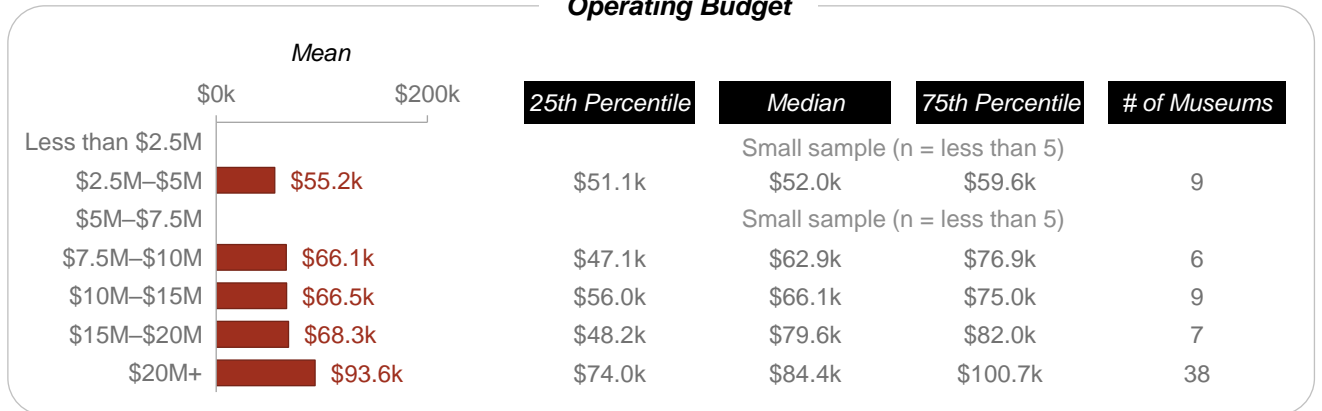 Operating Budget
Mean
$0k $200k 25th Percentile Median 75th Percentile # of Museums
Less than $2.5M Small sample (n = less than 5)
$2.5M–$5M $55.2k $51.1k $52.0k $59.6k 9
$5M–$7.5M Small sample (n = less than 5)
$7.5M–$10M $66.1k $47.1k $62.9k $76.9k 6
$10M–$15M $66.5k $56.0k $66.1k $75.0k 9
$15M–$20M $68.3k $48.2k $79.6k $82.0k 7
$20M+ $93.6k $74.0k $84.4k $100.7k 38